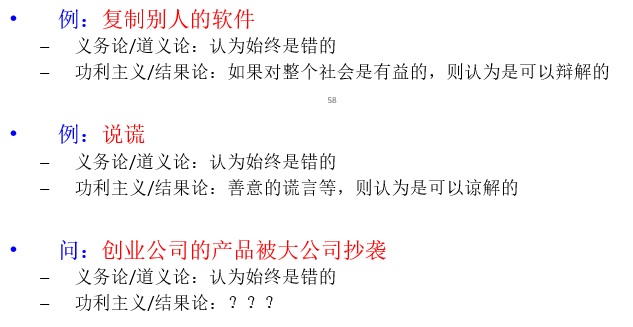 • 例：复制别人的软件
– 义务论/道义论：认为始终是错的
– 功利主义/结果论：如果对整个社会是有益的，则认为是可以辩解的
58
• 例：说谎
– 义务论/道义论：认为始终是错的
– 功利主义/结果论：善意的谎言等，则认为是可以谅解的
• 问：创业公司的产品被大公司抄袭
– 义务论/道义论：认为始终是错的
– 功利主义/结果论：？？？